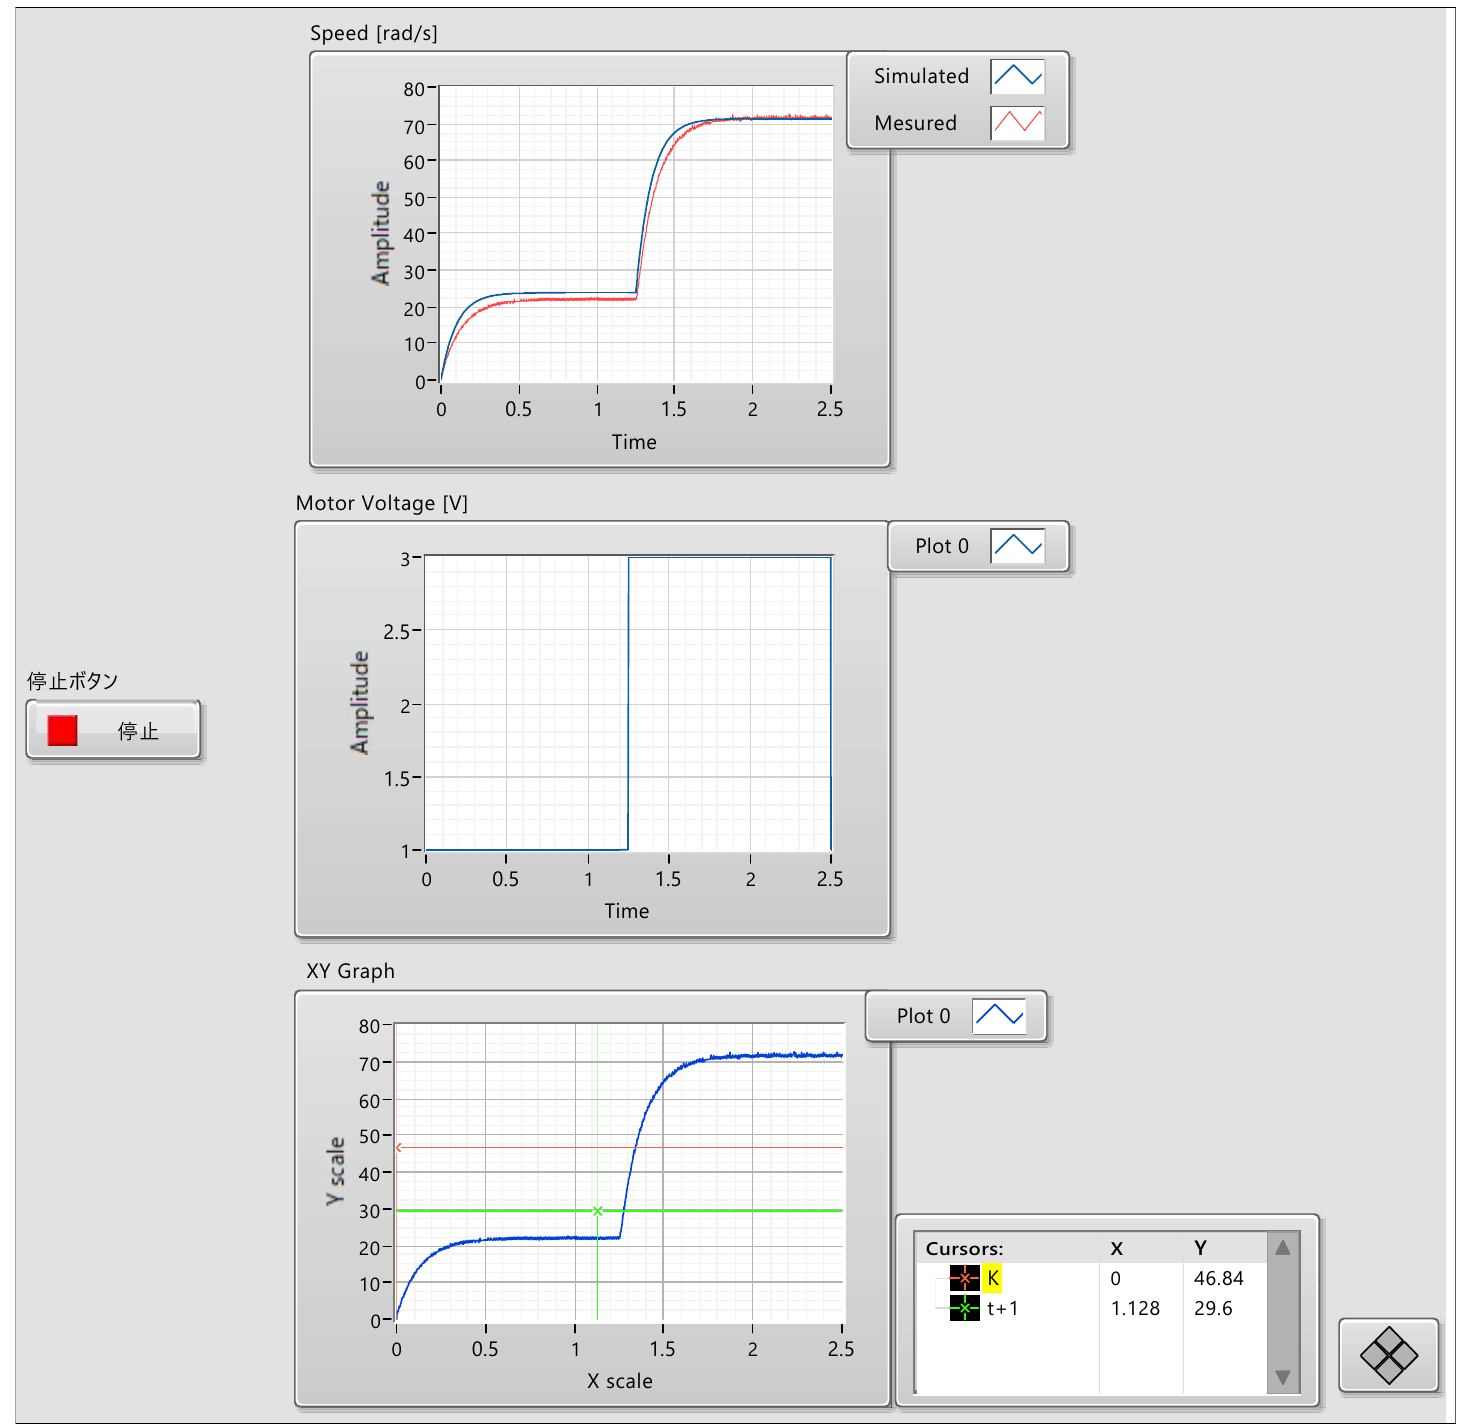 Speed [rad/s]
Simulated
Mesured
Amplitude
80
70
60
50
40
30
20
10
0
0 0.5 1 1.5 2 2.5
Time
Motor Voltage [V]
Plot 0
Amplitude
3
2.5
2
1.5
1
0 0.5 1 1.5 2 2.5
Time
停止ボタン
停止
XY Graph
Plot 0
Y scale
80
70
60
50
40
30
20
10
0
0 0.5 1 1.5 2 2.5
X scale
Cursors: X Y
K 0 46.84
t+1 1.128 29.6